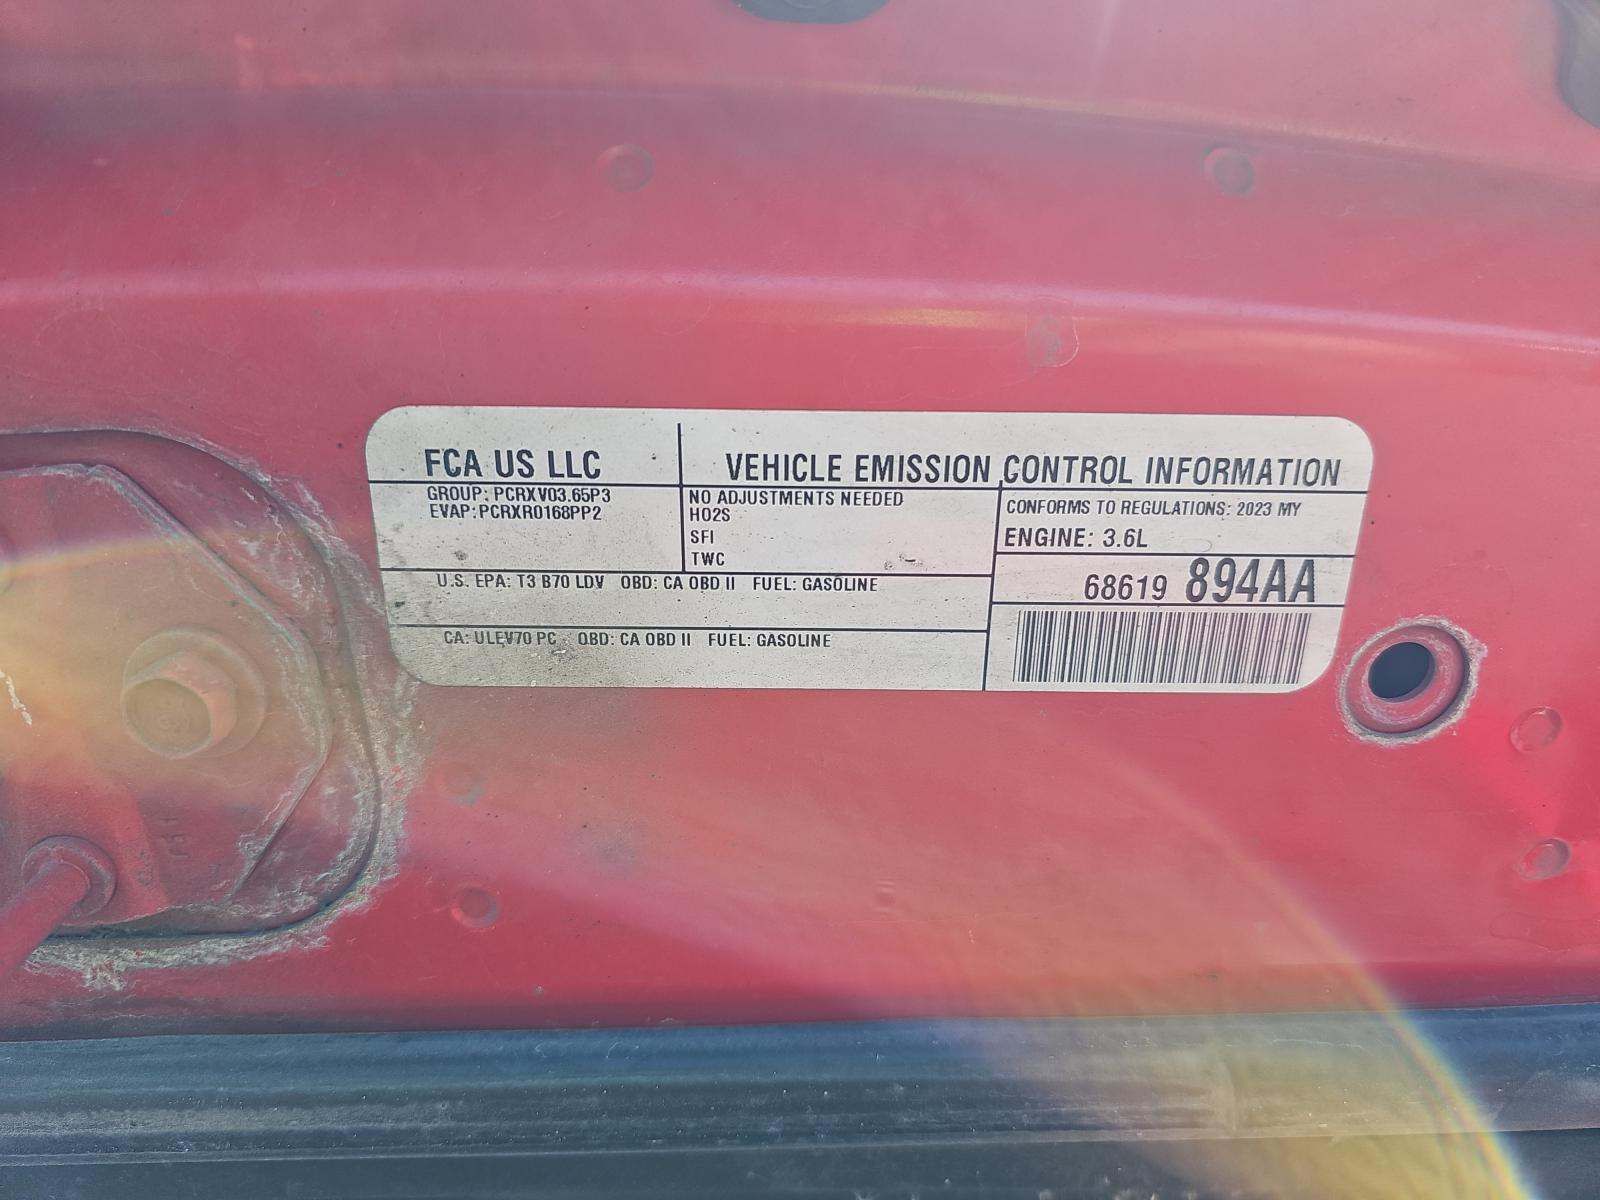 FCA US LLC
VEHICLE EMISSION CONTROL INFORMATION
GROUP: PCRXV03.65P3
EVAP: PCRXR0168PP2
NO ADJUSTMENTS NEEDED
HO2S
SFI
TWC
CONFORMS TO REGULATIONS: 2023 MY
ENGINE: 3.6L
U.S. EPA: T3 B70 LDV OBD: CA OBD II FUEL: GASOLINE
68619 894AA
CA: ULEV70 PC OBD: CA OBD II FUEL: GASOLINE